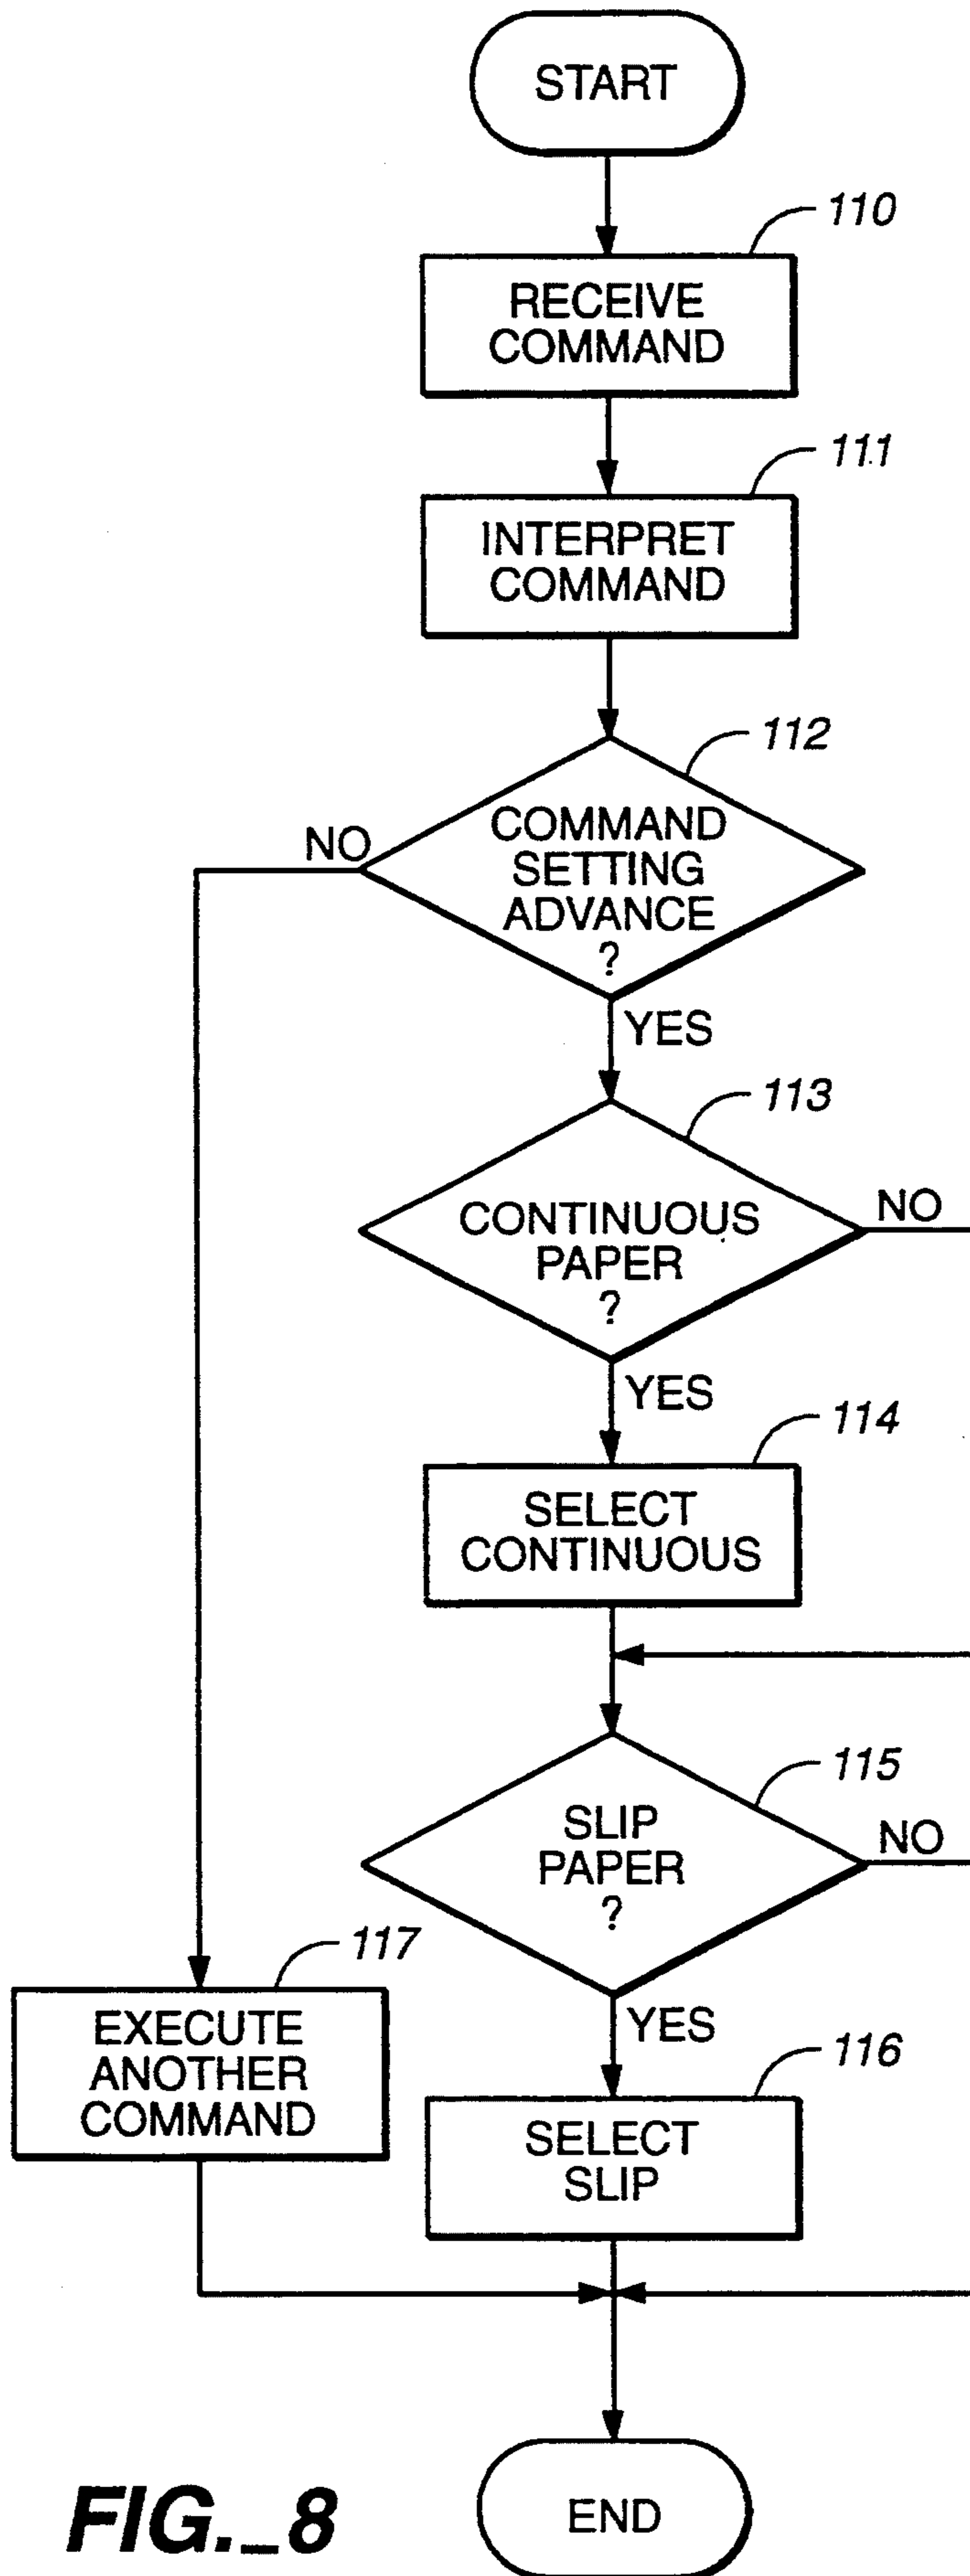 START
110
RECEIVE
COMMAND
111
INTERPRET
COMMAND
112
COMMAND
SETTING
ADVANCE
?
NO
YES
113
CONTINUOUS
PAPER
?
NO
YES
114
SELECT
CONTINUOUS
115
SLIP
PAPER
?
NO
YES
117
EXECUTE
ANOTHER
COMMAND
116
SELECT
SLIP
END
FIG._8